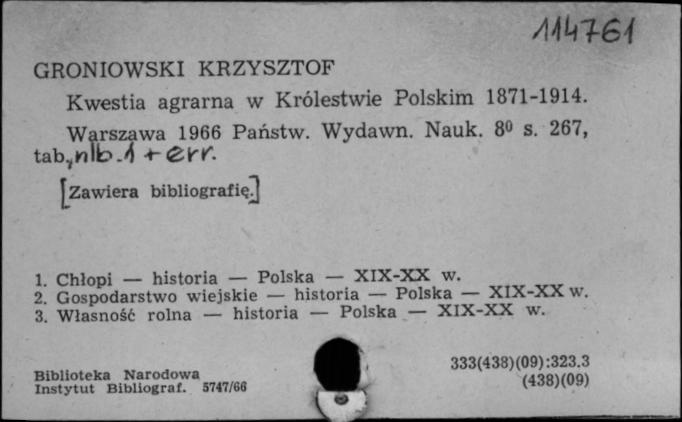 114761
GRONIOWSKI KRZYSZTOF
Kwestia agrarna w Królestwie Polskim 1871-1914.
Warszawa 1966 Państw. Wydawn. Nauk. 8⁰ s. 267,
tab, nlb. 1 + err.
[Zawiera bibliografię.]
1. Chłopi — historia — Polska — XIX-XX w.
2. Gospodarstwo wiejskie — historia — Polska — XIX-XX w.
3. Własność rolna — historia — Polska — XIX-XX w.
333(438)(09):323.3
(438)(09)
Biblioteka Narodowa
Instytut Bibliograf. 5747/66